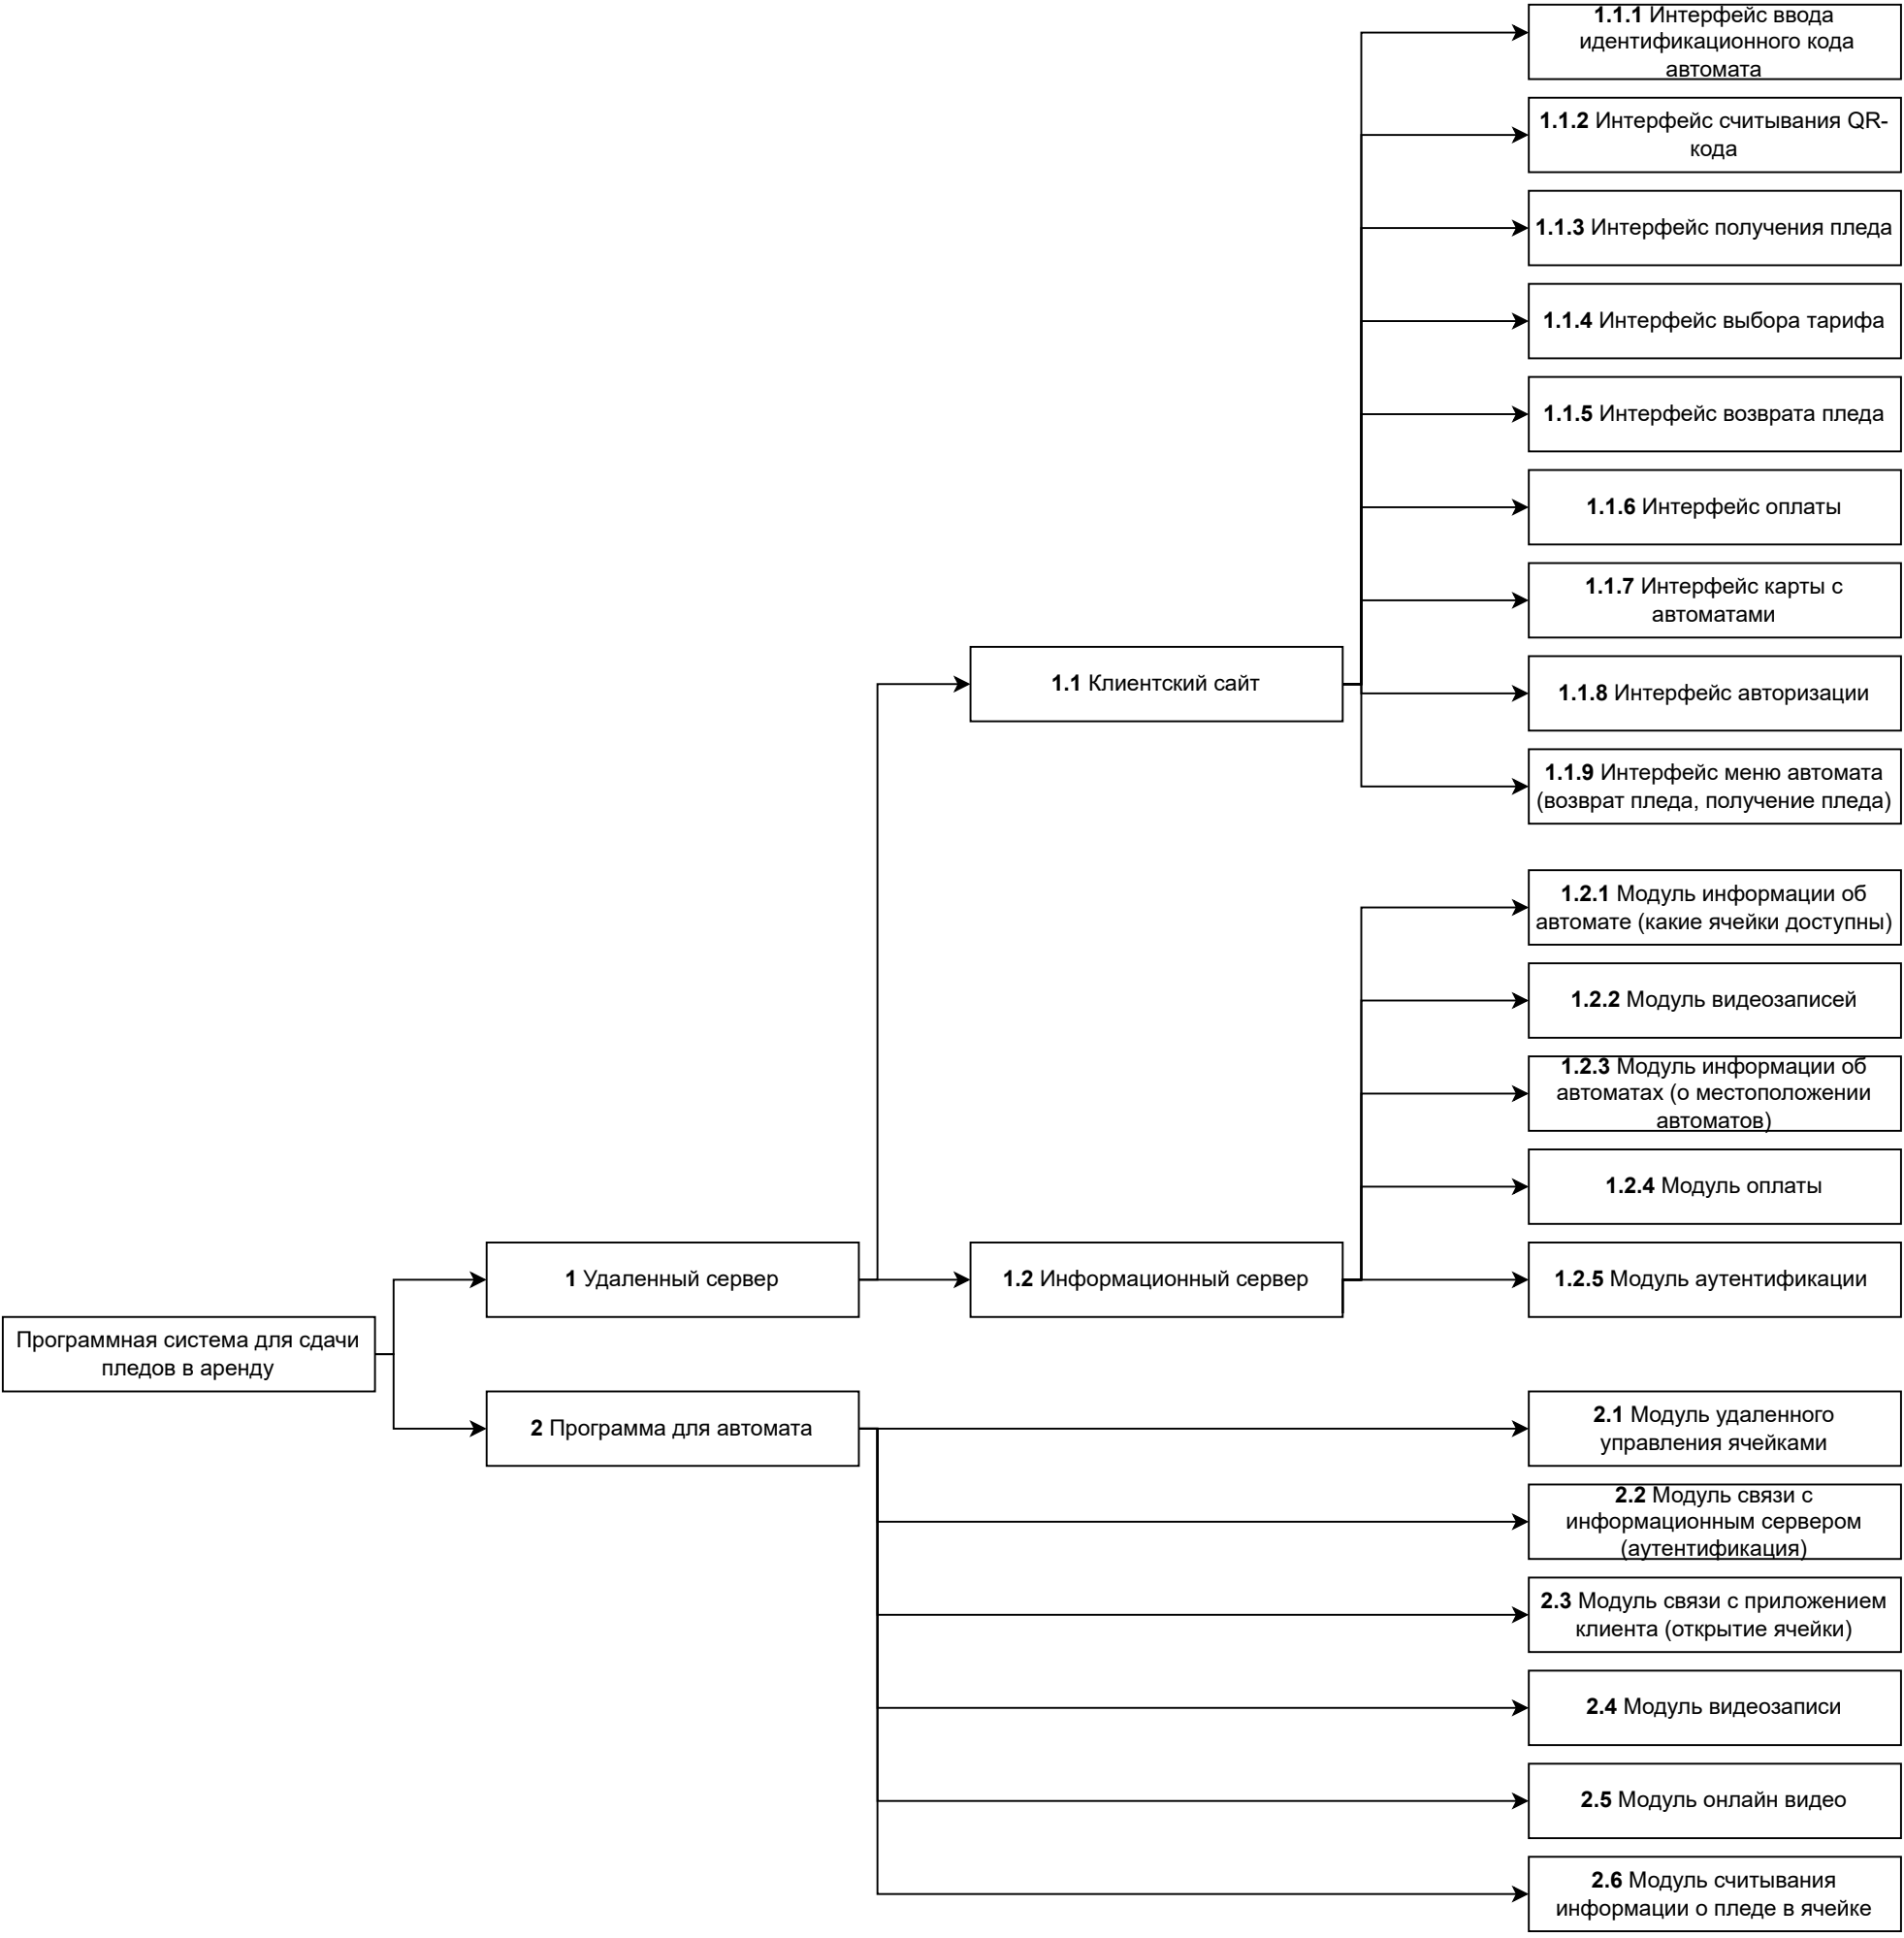 1.1.1 Интерфейс ввода
идентификационного кода
автомата
1.1.2 Интерфейс считывания QR-
кода
1.1.3 Интерфейс получения пледа
1.1.4 Интерфейс выбора тарифа
1.1.5 Интерфейс возврата пледа
1.1.6 Интерфейс оплаты
1.1.7 Интерфейс карты с
автоматами
1.1 Клиентский сайт
1.1.8 Интерфейс авторизации
1.1.9 Интерфейс меню автомата
(возврат пледа, получение пледа)
1.2.1 Модуль информации об
автомате (какие ячейки доступны)
1.2.2 Модуль видеозаписей
1.2.3 Модуль информации об
автоматах (о местоположении
автоматов)
1.2.4 Модуль оплаты
1 Удаленный сервер
1.2 Информационный сервер
1.2.5 Модуль аутентификации
Программная система для сдачи
пледов в аренду
2 Программа для автомата
2.1 Модуль удаленного
управления ячейками
2.2 Модуль связи с
информационным сервером
(аутентификация)
2.3 Модуль связи с приложением
клиента (открытие ячейки)
2.4 Модуль видеозаписи
2.5 Модуль онлайн видео
2.6 Модуль считывания
информации о пледе в ячейке